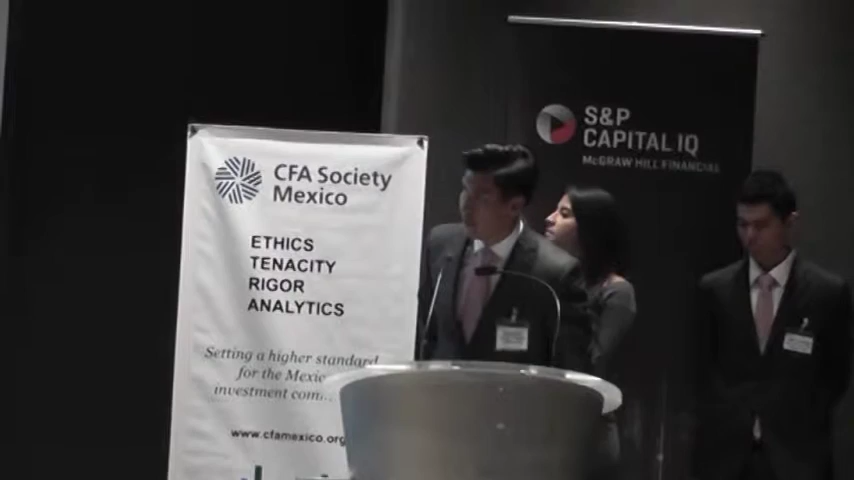 CFA Society
Mexico
ETHICS
TENACITY
RIGOR
ANALYTICS
Setting a higher standard
for the Mexic
investment com
www.cfamexico.org
S&P
CAPITAL IQ
McGRAW HILL FINANCIAL